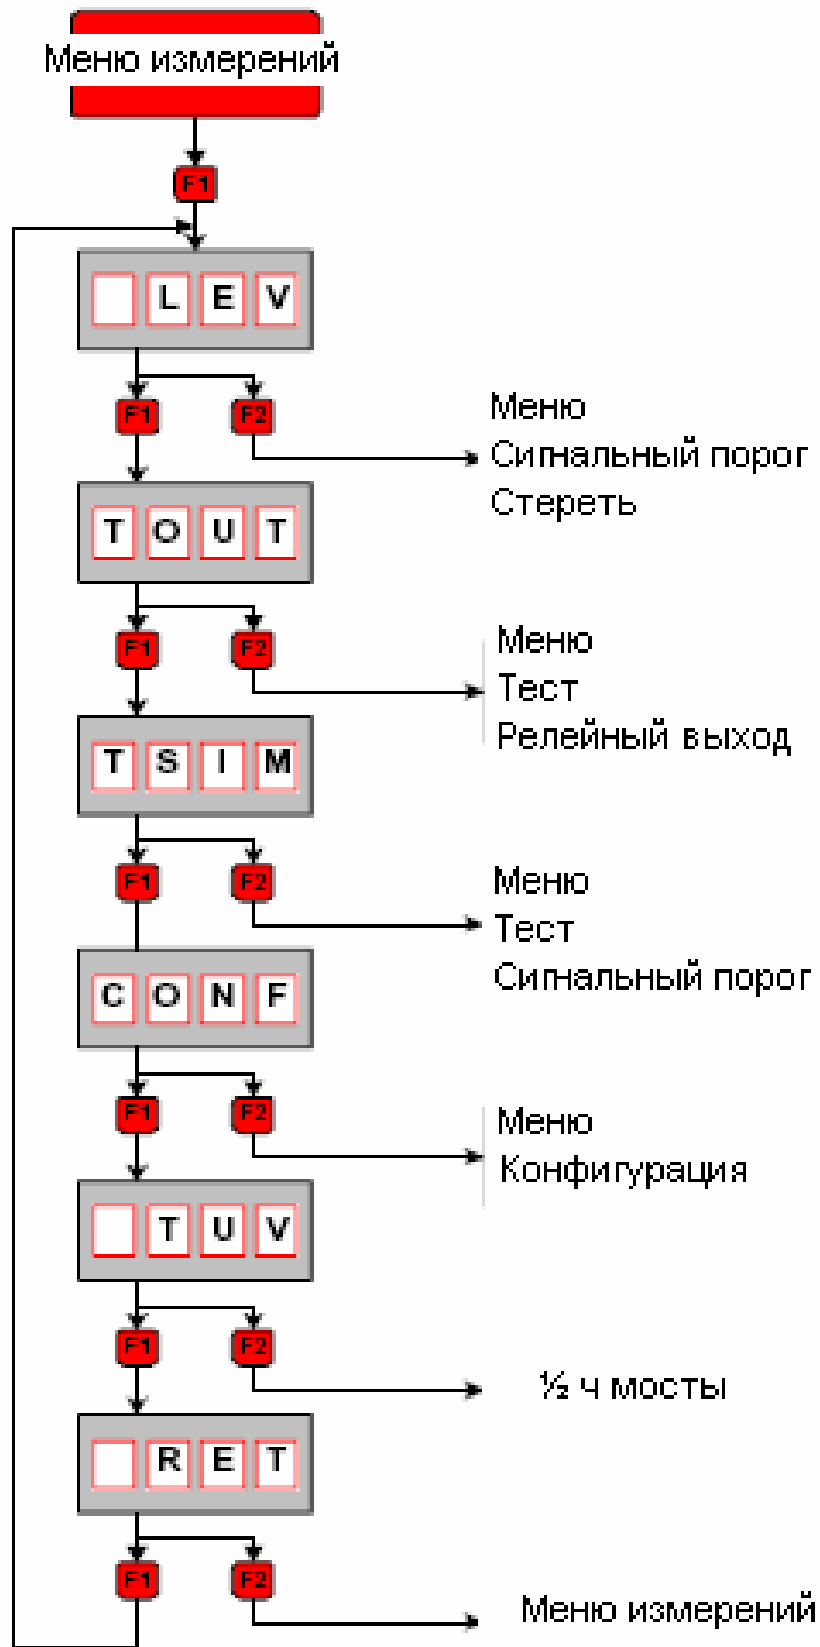 Меню измерений
F1
L E V
F1 F2
Меню
Сигнальный порог
Стереть
T O U T
F1 F2
Меню
Тест
Релейный выход
T S I M
F1 F2
Меню
Тест
Сигнальный порог
C O N F
F1 F2
Меню
Конфигурация
T U V
F1 F2
½ ч мосты
R E T
F1 F2
Меню измерений